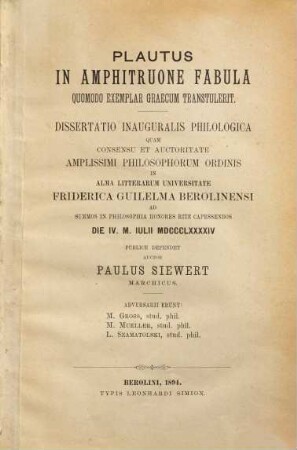 PLAUTUS
IN AMPHITRUONE FABULA
QUOMODO EXEMPLAR GRAECUM TRANSTULERIT.
DISSERTATIO INAUGURALIS PHILOLOGICA
QUAM
CONSENSU ET AUCTORITATE
AMPLISSIMI PHILOSOPHORUM ORDINIS
IN
ALMA LITTERARUM UNIVERSITATE
FRIDERICA GUILELMA BEROLINENSI
AD
SUMMOS IN PHILOSOPHIA HONORES RITE CAPESSENDOS
DIE IV. M. IULII MDCCCLXXXXIV
PUBLICE DEFENDET
AUCTOR
PAULUS SIEWERT
MARCHICUS.
ADVERSARII ERUNT:
M. GROSS, stud. phil.
M. MUELLER, stud. phil.
L. SZAMATOLSKI, stud. phil.
BEROLINI, 1894.
TYPIS LEONHARDI SIMION.